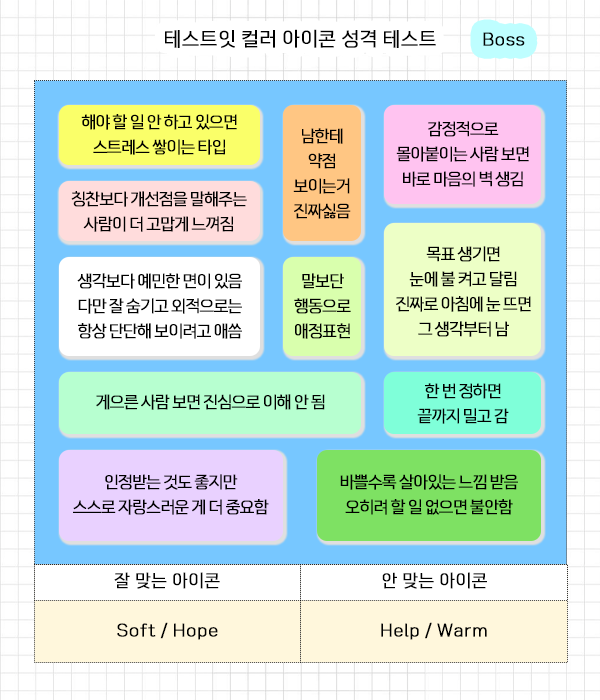 테스트잇 컬러 아이콘 성격 테스트
Boss
해야 할 일 안 하고 있으면
스트레스 쌓이는 타입
남한테
약점
보이는거
진짜싫음
감정적으로
몰아붙이는 사람 보면
바로 마음의 벽 생김
칭찬보다 개선점을 말해주는
사람이 더 고맙게 느껴짐
생각보다 예민한 면이 있음
다만 잘 숨기고 외적으로는
항상 단단해 보이려고 애씀
말보단
행동으로
애정표현
목표 생기면
눈에 불 켜고 달림
진짜로 아침에 눈 뜨면
그 생각부터 남
게으른 사람 보면 진심으로 이해 안 됨
한 번 정하면
끝까지 밀고 감
인정받는 것도 좋지만
스스로 자랑스러운 게 더 중요함
바쁠수록 살아있는 느낌 받음
오히려 할 일 없으면 불안함
잘 맞는 아이콘
안 맞는 아이콘
Soft / Hope
Help / Warm